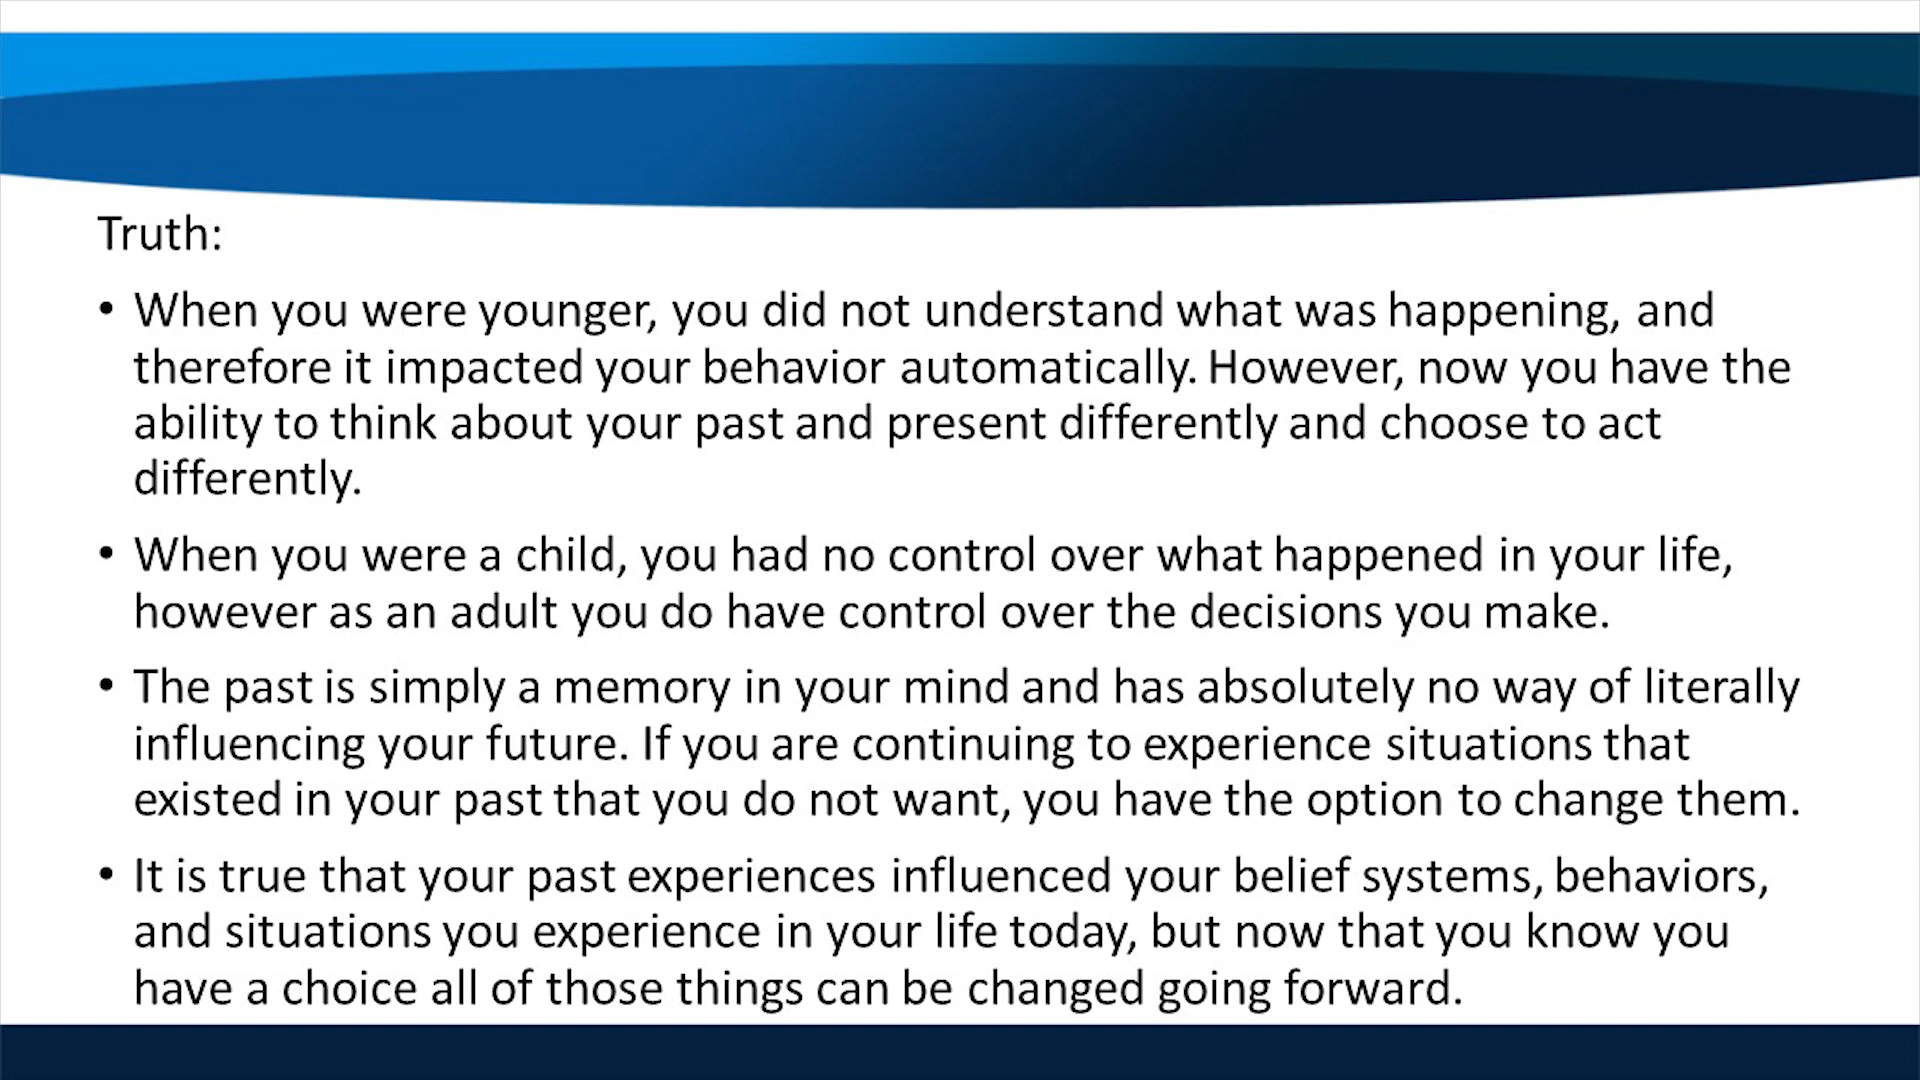 Truth:
• When you were younger, you did not understand what was happening, and
therefore it impacted your behavior automatically. However, now you have the
ability to think about your past and present differently and choose to act
differently.
• When you were a child, you had no control over what happened in your life,
however as an adult you do have control over the decisions you make.
• The past is simply a memory in your mind and has absolutely no way of literally
influencing your future. If you are continuing to experience situations that
existed in your past that you do not want, you have the option to change them.
• It is true that your past experiences influenced your belief systems, behaviors,
and situations you experience in your life today, but now that you know you
have a choice all of those things can be changed going forward.